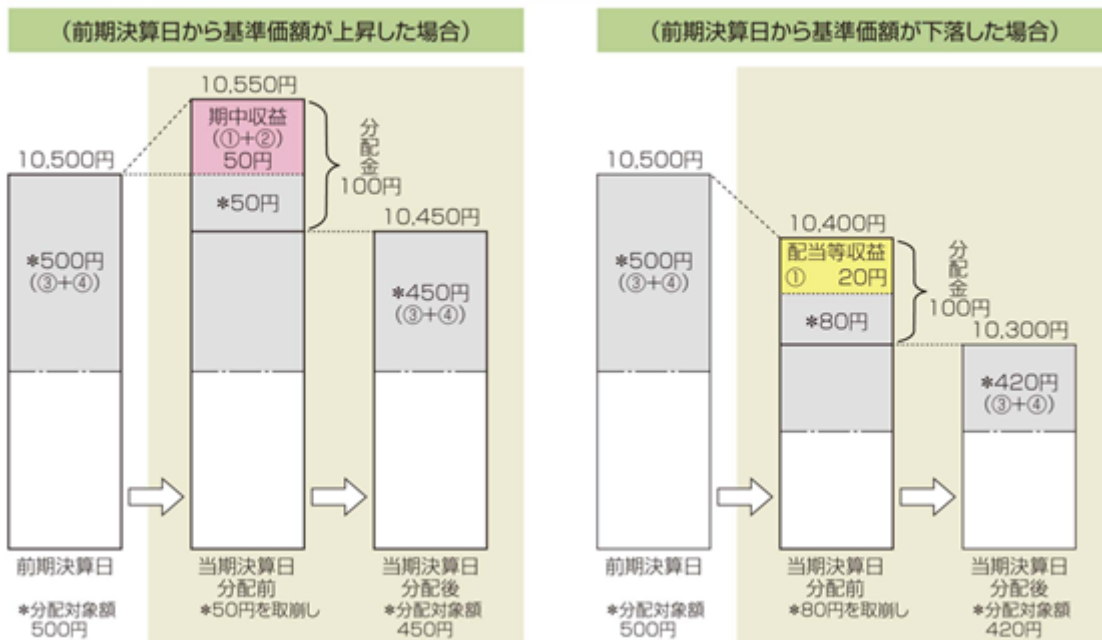 (前期決算日から基準価額が上昇した場合)
10,500円
*500円
(③+④)
前期決算日
*分配対象額
500円
10,550円
期中収益
(①+②)
50円
*50円
分配金
100円
当期決算日
分配前
*50円を取崩し
10,450円
*450円
(③+④)
当期決算日
分配後
*分配対象額
450円
(前期決算日から基準価額が下落した場合)
10,500円
*500円
(③+④)
前期決算日
*分配対象額
500円
10,400円
配当等収益
① 20円
*80円
分配金
100円
当期決算日
分配前
*80円を取崩し
10,300円
*420円
(③+④)
当期決算日
分配後
*分配対象額
420円